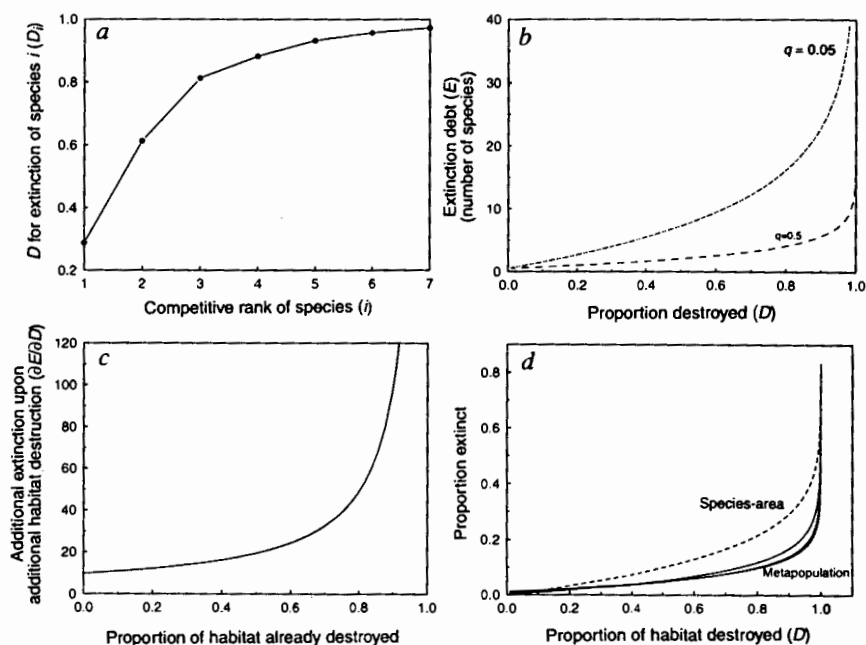 a
D for extinction of species i (Di)
1.0
0.8
0.6
0.4
0.2
1 2 3 4 5 6 7
Competitive rank of species (i)
b
Extinction debt (E)
(number of species)
40
30
20
10
0
q = 0.05
q=0.5
0.0 0.2 0.4 0.6 0.8 1.0
Proportion destroyed (D)
c
Additional extinction upon
additional habitat destruction (∂E/∂D)
120
100
80
60
40
20
0
0.0 0.2 0.4 0.6 0.8 1.0
Proportion of habitat already destroyed
d
Proportion extinct
0.8
0.6
0.4
0.2
0.0
Species-area
Metapopulation
0.2 0.4 0.6 0.8 1.0
Proportion of habitat destroyed (D)